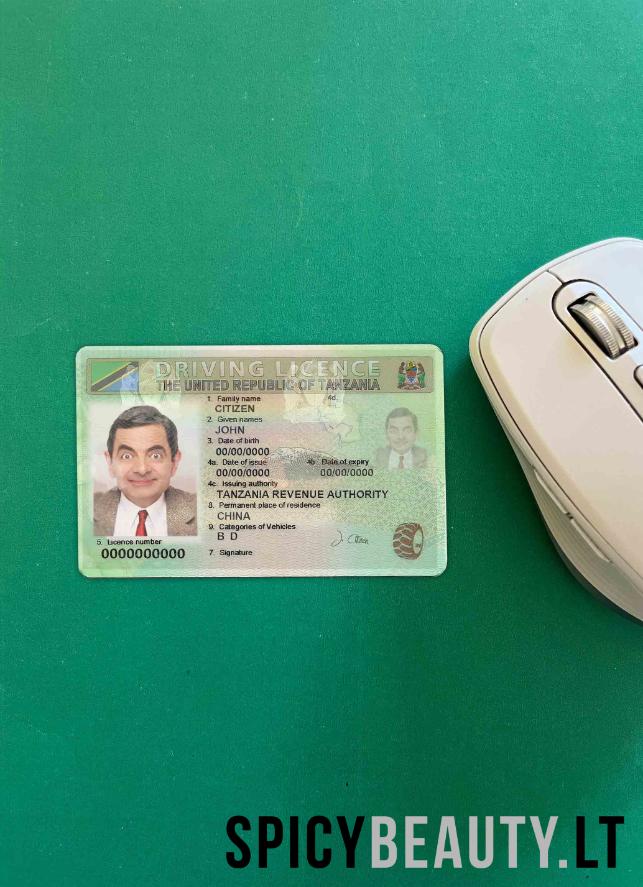 DRIVING LICENCE
THE UNITED REPUBLIC OF TANZANIA
1. Family name 4d.
CITIZEN
2. Given names
JOHN
3. Date of birth
00/00/0000
4a. Date of issue 4b. Date of expiry
00/00/0000 00/00/0000
4c. Issuing authority
TANZANIA REVENUE AUTHORITY
8. Permanent place of residence
CHINA
9. Categories of Vehicles
B D
5. Licence number
0000000000
7. Signature
J. Citizen
SPICYBEAUTY.LT